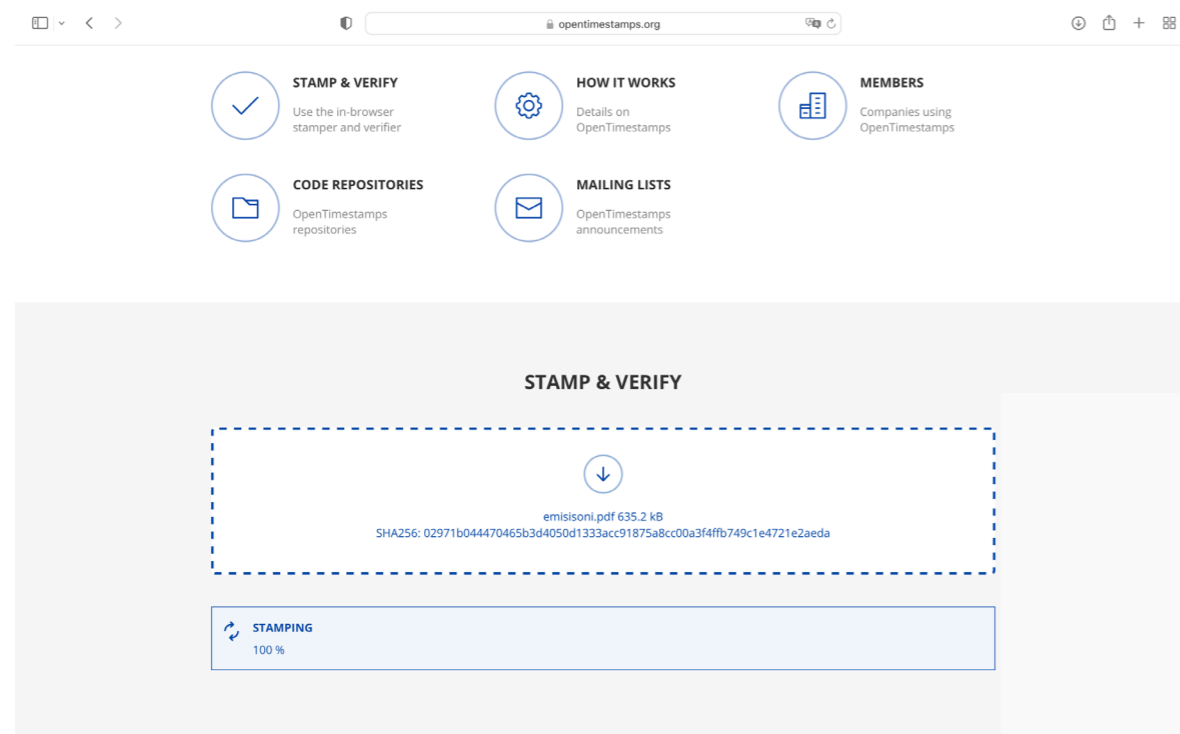 opentimestamps.org
STAMP & VERIFY
Use the in-browser
stamper and verifier
HOW IT WORKS
Details on
OpenTimestamps
MEMBERS
Companies using
OpenTimestamps
CODE REPOSITORIES
OpenTimestamps
repositories
MAILING LISTS
OpenTimestamps
announcements
STAMP & VERIFY
emisisoni.pdf 635.2 kB
SHA256: 02971b044470465b3d4050d1333acc91875a8cc00a3f4ffb749c1e4721e2aeda
STAMPING
100 %